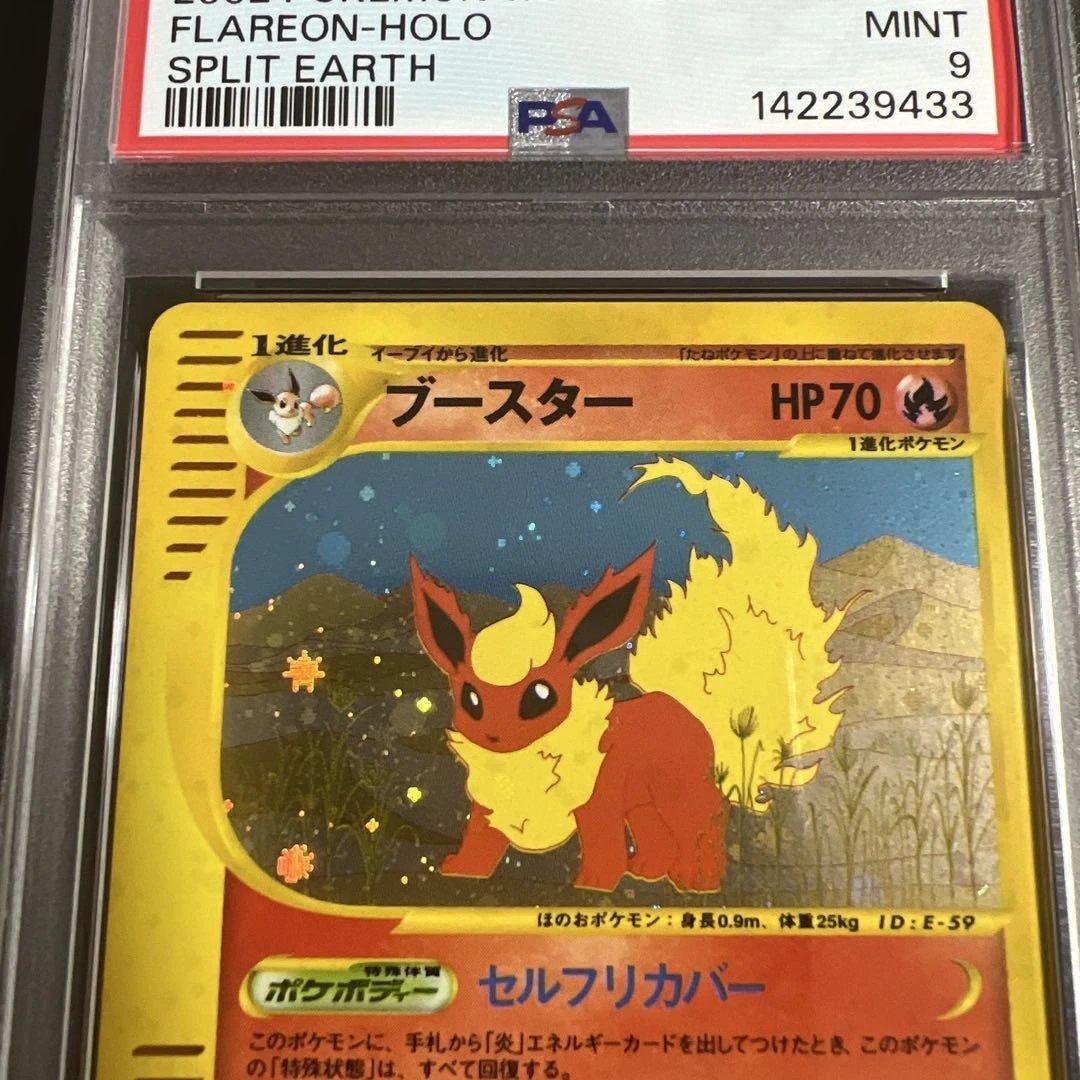 FLAREON-HOLO
MINT
SPLIT EARTH
9
PSA
142239433
1進化
イーブイから進化
「たねポケモン」の上に重ねて進化させます。
ブースター
HP70
1進化ポケモン
ほのおポケモン：身長0.9m、体重25kg
ID:E-59
特殊体質
ポケボディー
セルフリカバー
このポケモンに、手札から「炎」エネルギーカードを出してつけたとき、このポケモン
の「特殊状態」は、すべて回復する。